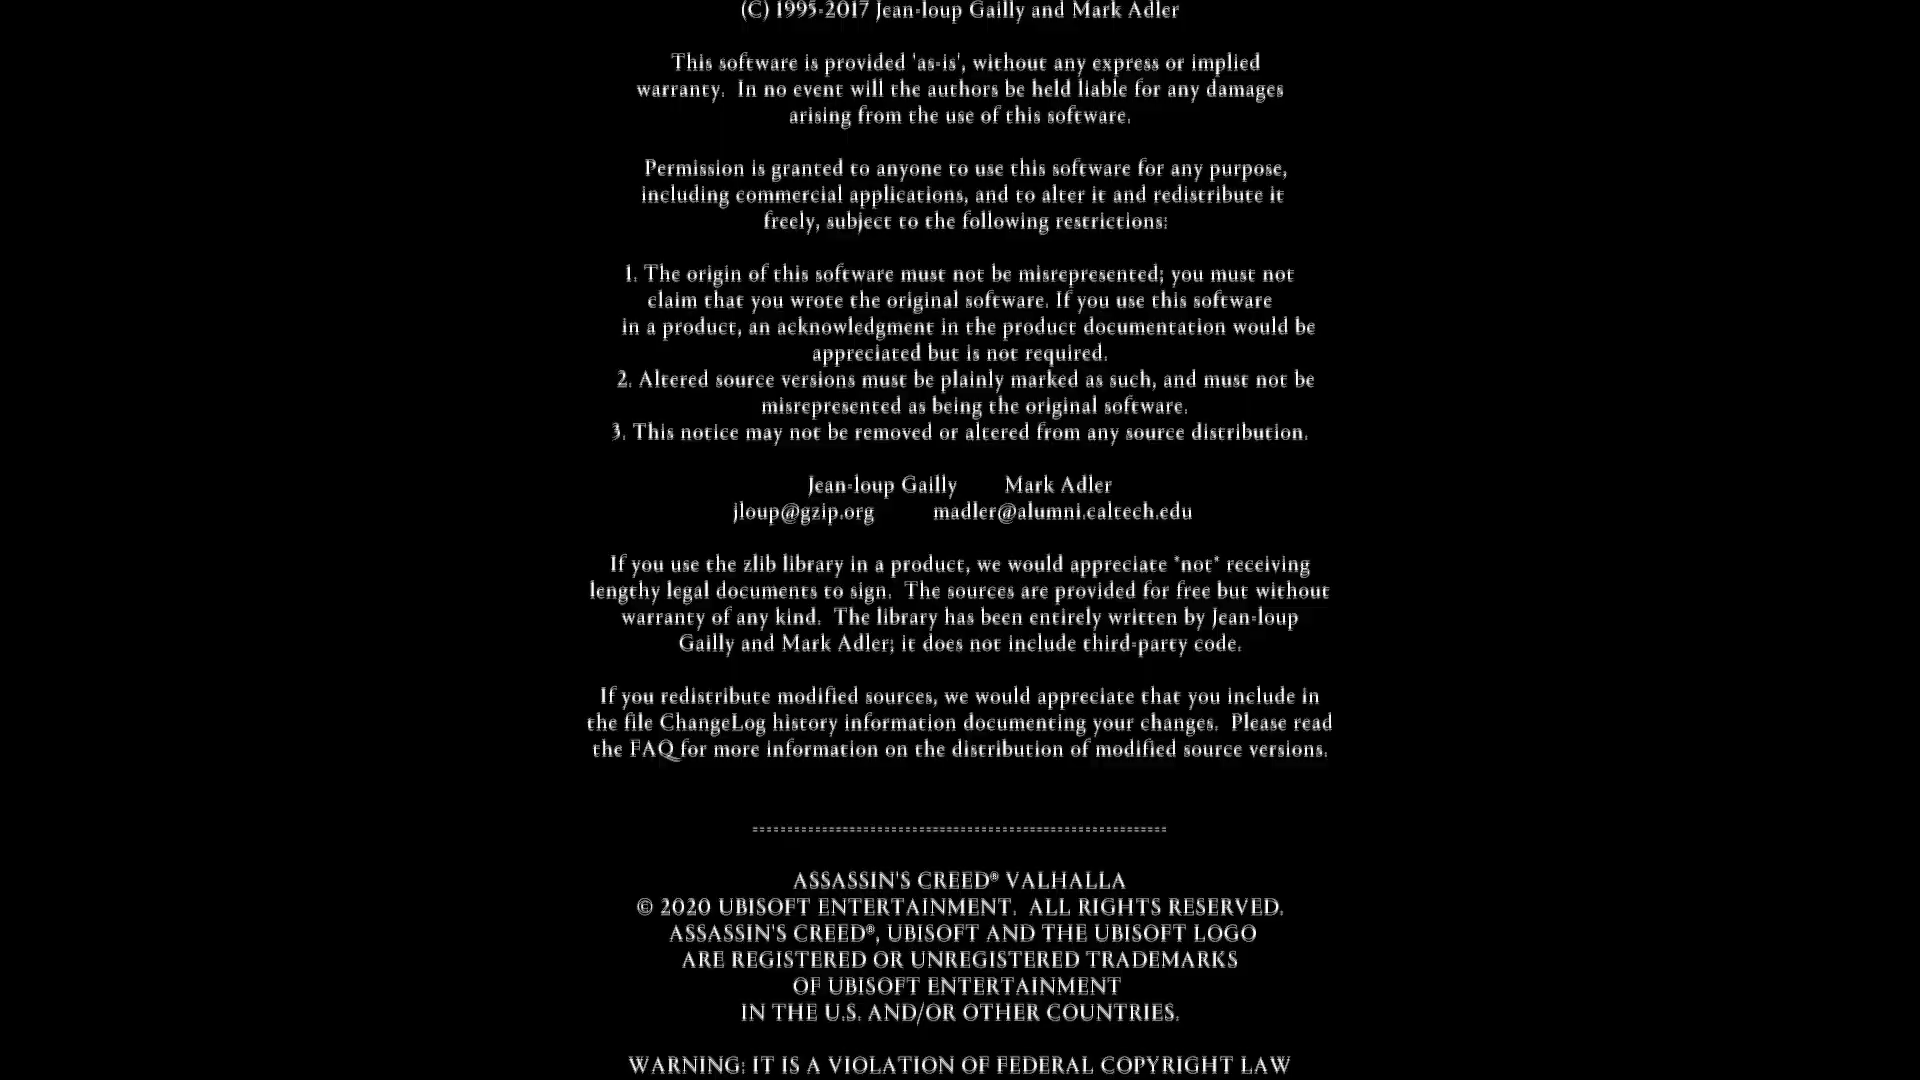 (C) 1995-2017 Jean-loup Gailly and Mark Adler
This software is provided 'as-is', without any express or implied
warranty.  In no event will the authors be held liable for any damages
arising from the use of this software.
Permission is granted to anyone to use this software for any purpose,
including commercial applications, and to alter it and redistribute it
freely, subject to the following restrictions:
1. The origin of this software must not be misrepresented; you must not
claim that you wrote the original software. If you use this software
in a product, an acknowledgment in the product documentation would be
appreciated but is not required.
2. Altered source versions must be plainly marked as such, and must not be
misrepresented as being the original software.
3. This notice may not be removed or altered from any source distribution.
Jean-loup Gailly        Mark Adler
jloup@gzip.org          madler@alumni.caltech.edu
If you use the zlib library in a product, we would appreciate *not* receiving
lengthy legal documents to sign.  The sources are provided for free but without
warranty of any kind.  The library has been entirely written by Jean-loup
Gailly and Mark Adler; it does not include third-party code.
If you redistribute modified sources, we would appreciate that you include in
the file ChangeLog history information documenting your changes.  Please read
the FAQ for more information on the distribution of modified source versions.
============================================================
ASSASSIN'S CREED® VALHALLA
© 2020 UBISOFT ENTERTAINMENT.  ALL RIGHTS RESERVED.
ASSASSIN'S CREED®, UBISOFT AND THE UBISOFT LOGO
ARE REGISTERED OR UNREGISTERED TRADEMARKS
OF UBISOFT ENTERTAINMENT
IN THE U.S. AND/OR OTHER COUNTRIES.
WARNING: IT IS A VIOLATION OF FEDERAL COPYRIGHT LAW